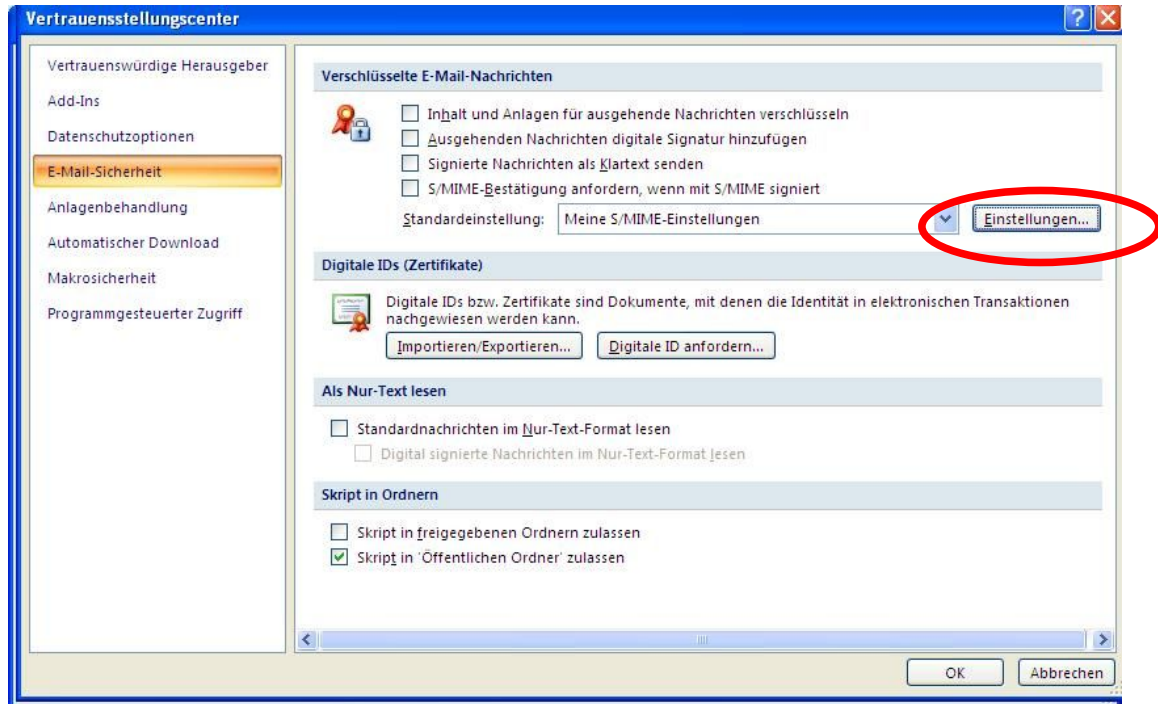 Vertrauensstellungscenter
Vertrauenswürdige Herausgeber
Add-Ins
Datenschutzoptionen
E-Mail-Sicherheit
Anlagenbehandlung
Automatischer Download
Makrosicherheit
Programmgesteuerter Zugriff
Verschlüsselte E-Mail-Nachrichten
Inhalt und Anlagen für ausgehende Nachrichten verschlüsseln
Ausgehenden Nachrichten digitale Signatur hinzufügen
Signierte Nachrichten als Klartext senden
S/MIME-Bestätigung anfordern, wenn mit S/MIME signiert
Standardeinstellung: Meine S/MIME-Einstellungen Einstellungen...
Digitale IDs (Zertifikate)
Digitale IDs bzw. Zertifikate sind Dokumente, mit denen die Identität in elektronischen Transaktionen
nachgewiesen werden kann.
Importieren/Exportieren... Digitale ID anfordern...
Als Nur-Text lesen
Standardnachrichten im Nur-Text-Format lesen
Digital signierte Nachrichten im Nur-Text-Format lesen
Skript in Ordnern
Skript in freigegebenen Ordnern zulassen
Skript in 'Öffentlichen Ordner' zulassen
OK Abbrechen